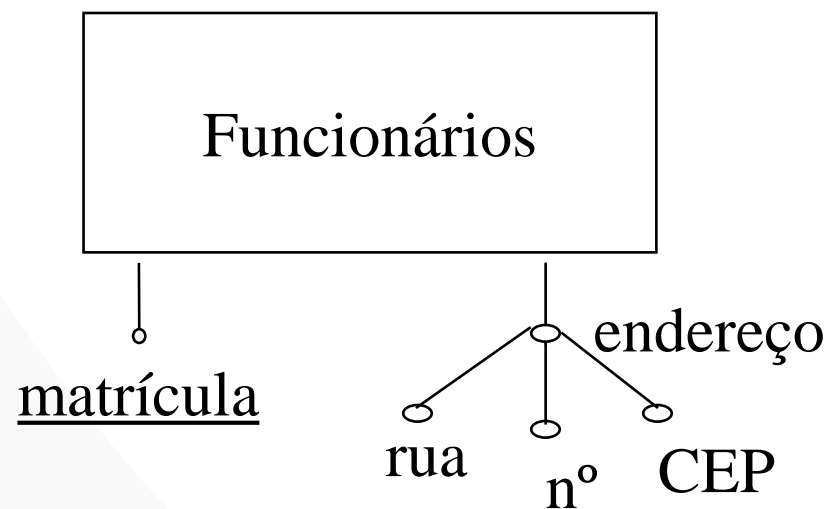 Funcionários
endereço
matrícula
rua
nº
CEP